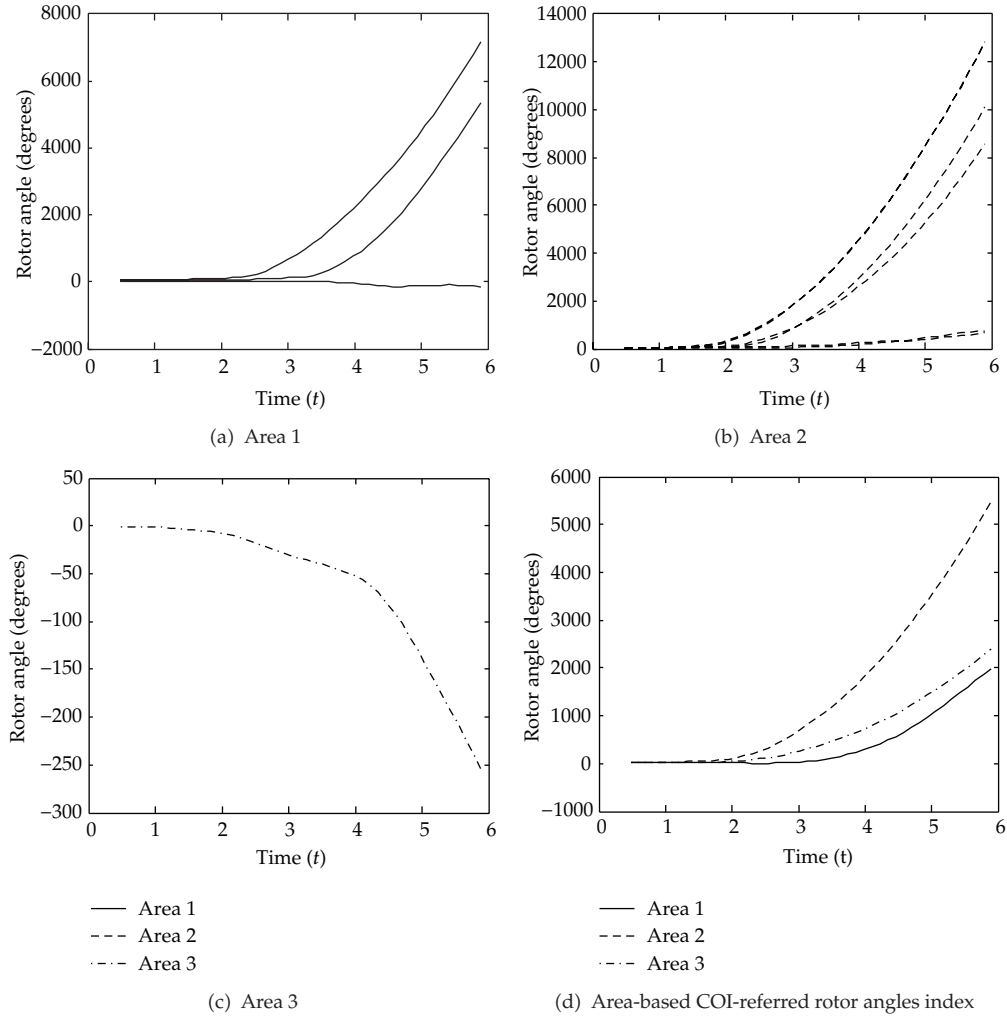 8000
6000
4000
2000
0
−2000
Rotor angle (degrees)
0 1 2 3 4 5 6
Time (t)
(a) Area 1
14000
12000
10000
8000
6000
4000
2000
0
Rotor angle (degrees)
0 1 2 3 4 5 6
Time (t)
(b) Area 2
50
0
−50
−100
−150
−200
−250
−300
Rotor angle (degrees)
0 1 2 3 4 5 6
Time (t)
Area 1
Area 2
Area 3
(c) Area 3
6000
5000
4000
3000
2000
1000
0
−1000
Rotor angle (degrees)
0 1 2 3 4 5 6
Time (t)
Area 1
Area 2
Area 3
(d) Area-based COI-referred rotor angles index